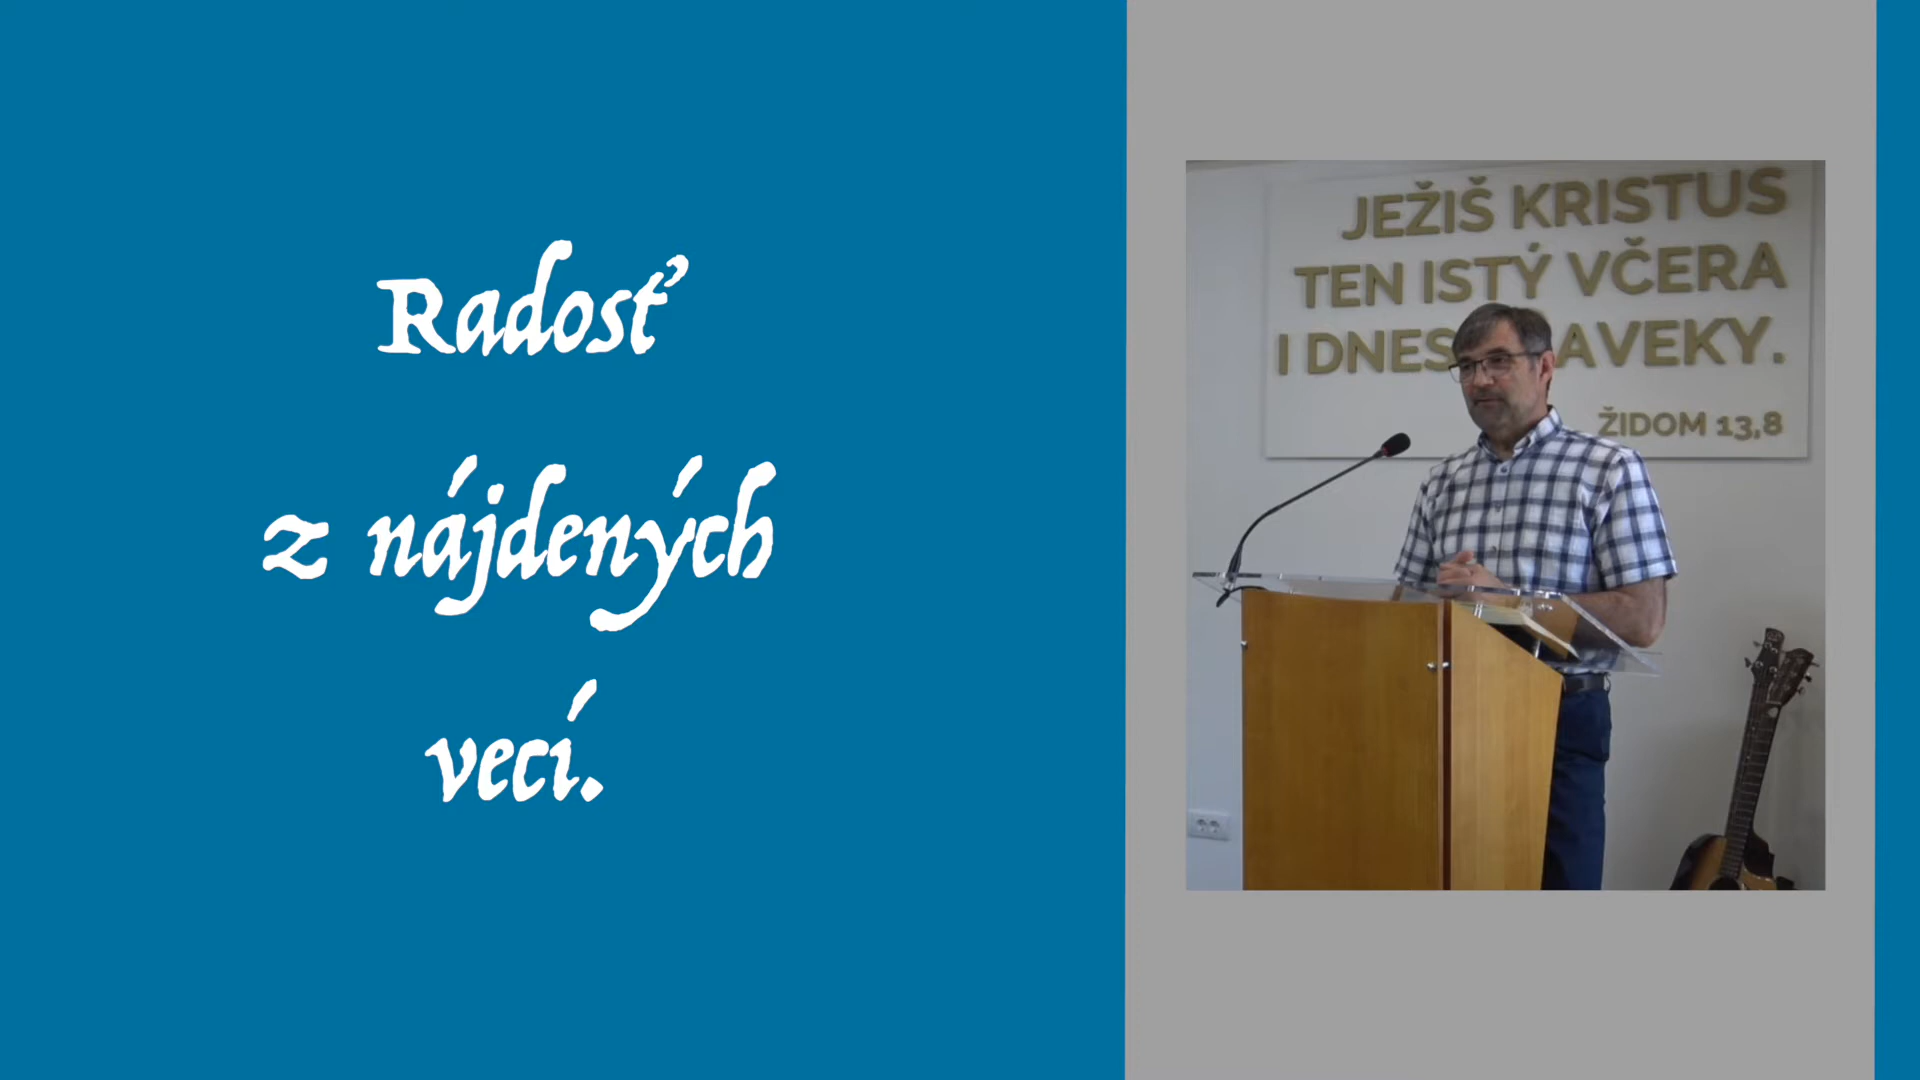 Radosť
z nájdených
vecí.
JEŽIŠ KRISTUS
TEN ISTÝ VČERA
I DNES AVEKY.
ŽIDOM 13,8